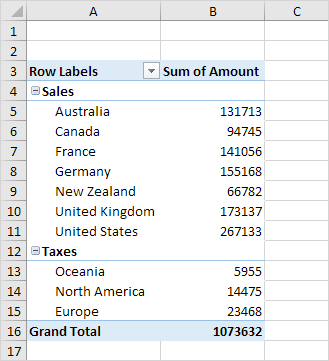 A B C
1
2
3 Row Labels Sum of Amount
4 Sales
5 Australia 131713
6 Canada 94745
7 France 141056
8 Germany 155168
9 New Zealand 66782
10 United Kingdom 173137
11 United States 267133
12 Taxes
13 Oceania 5955
14 North America 14475
15 Europe 23468
16 Grand Total 1073632
17